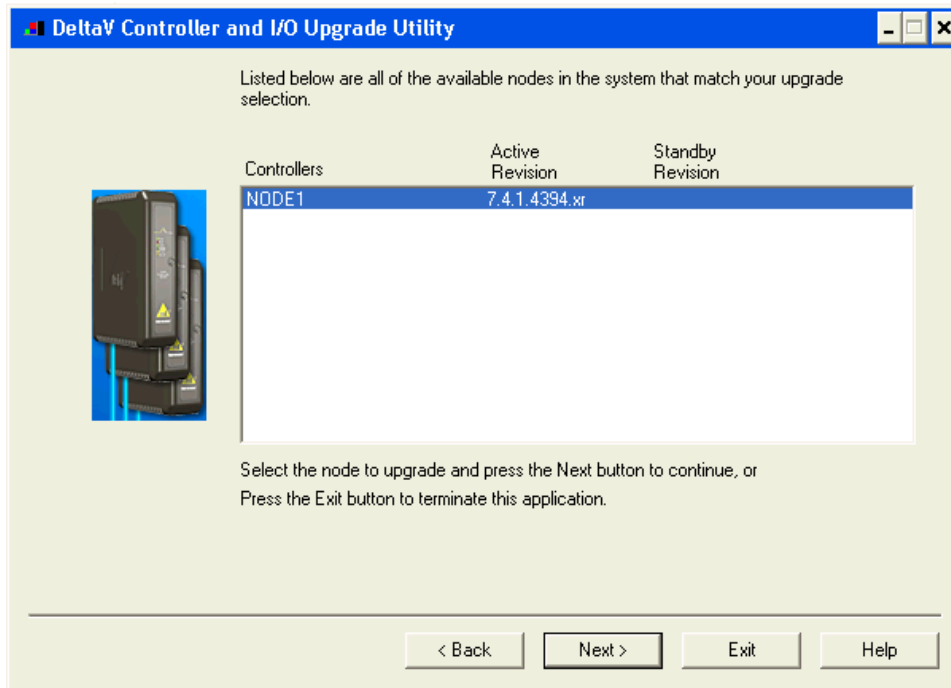 DeltaV Controller and I/O Upgrade Utility
Listed below are all of the available nodes in the system that match your upgrade
selection.
Controllers Active Revision Standby Revision
NODE1 7.4.1.4394.xr
Select the node to upgrade and press the Next button to continue, or
Press the Exit button to terminate this application.
< Back Next > Exit Help